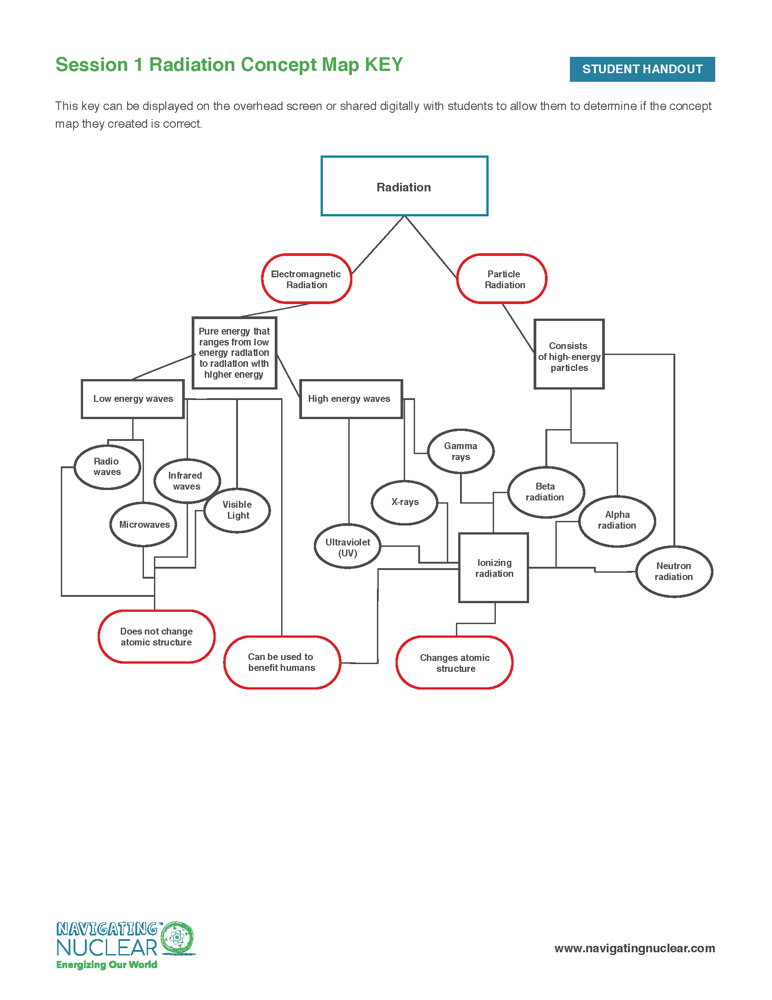 Session 1 Radiation Concept Map KEY
STUDENT HANDOUT
This key can be displayed on the overhead screen or shared digitally with students to allow them to determine if the concept
map they created is correct.
Radiation
Electromagnetic
Radiation
Particle
Radiation
Pure energy that
ranges from low
energy radiation
to radiation with
higher energy
Consists
of high-energy
particles
Low energy waves
High energy waves
Radio
waves
Infrared
waves
Microwaves
Visible
Light
Gamma
rays
X-rays
Ultraviolet
(UV)
Beta
radiation
Alpha
radiation
Neutron
radiation
Ionizing
radiation
Does not change
atomic structure
Can be used to
benefit humans
Changes atomic
structure
NAVIGATING™
NUCLEAR
Energizing Our World
www.navigatingnuclear.com